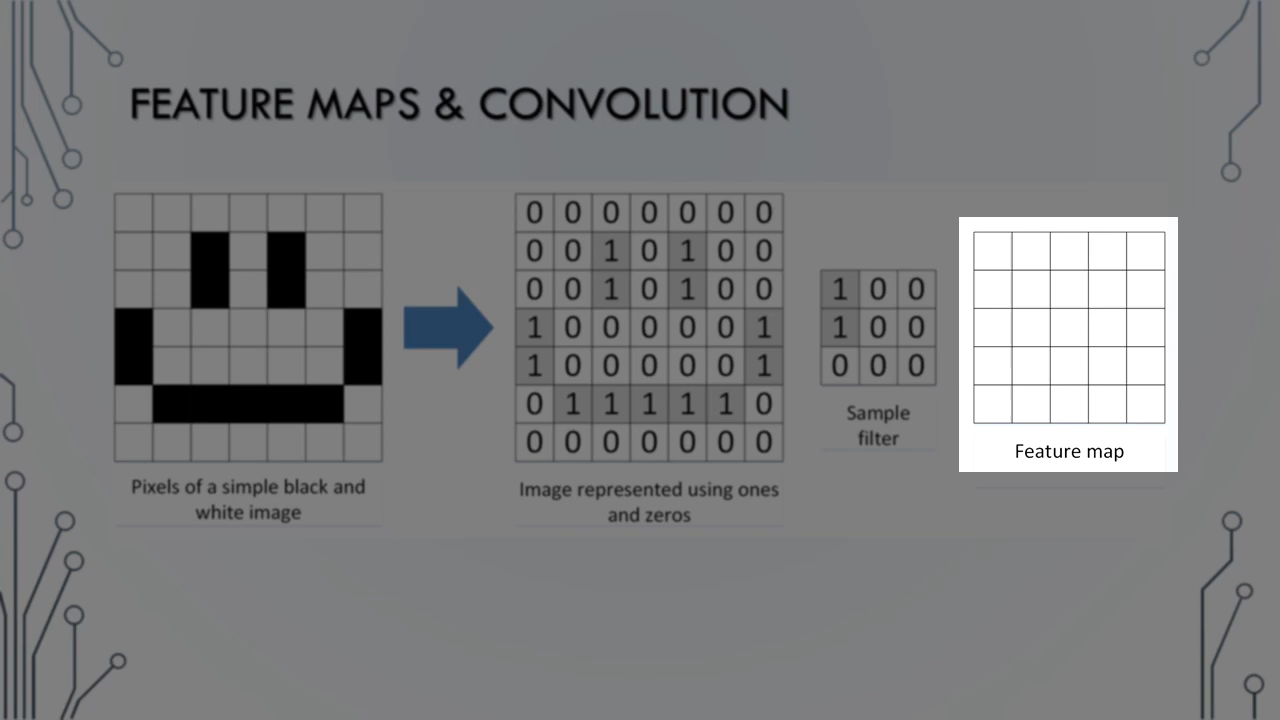 FEATURE MAPS & CONVOLUTION
0 0 0 0 0 0 0
0 0 1 0 1 0 0
0 0 1 0 1 0 0
1 0 0 0 0 0 1
1 0 0 0 0 0 1
0 1 1 1 1 1 0
0 0 0 0 0 0 0
1 0 0
1 0 0
0 0 0
Sample
filter
Feature map
Pixels of a simple black and
white image
Image represented using ones
and zeros